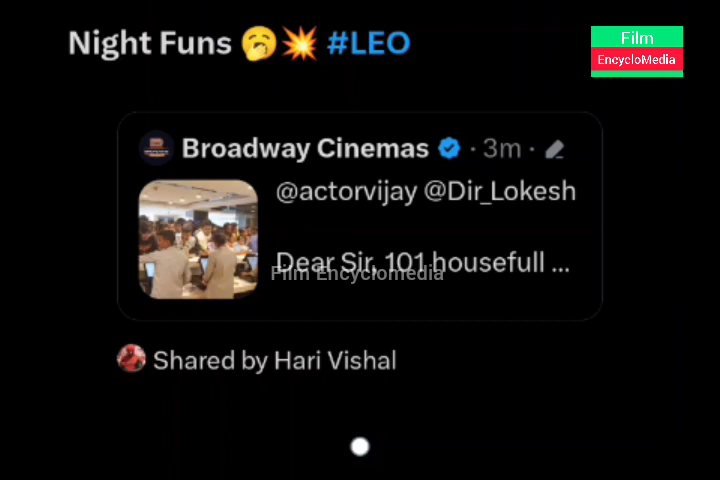 Night Funs 🥱💥 #LEO
Film
EncycloMedia
Broadway Cinemas · 3m ·
@actorvijay @Dir_Lokesh
Dear Sir, 101 housefull ...
Film Encyclomedia
Shared by Hari Vishal